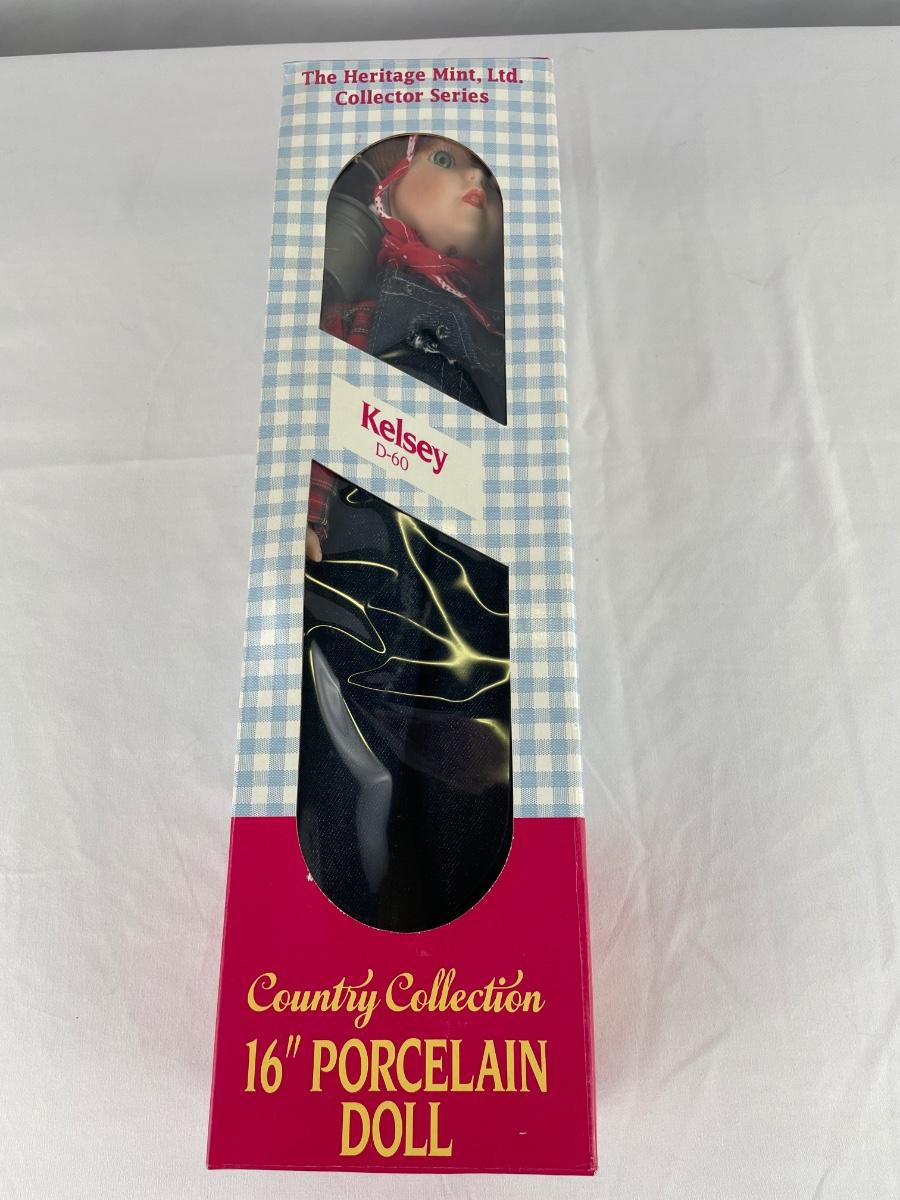 The Heritage Mint, Ltd.
Collector Series
Kelsey
D-60
Country Collection
16" PORCELAIN
DOLL